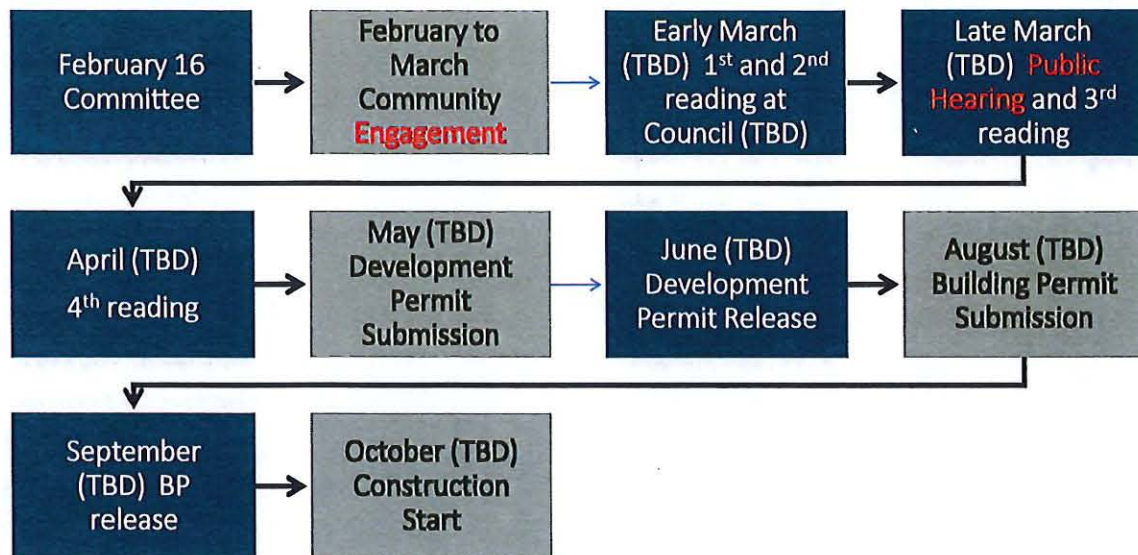 February 16
Committee
February to
March
Community
Engagement
Early March
(TBD) 1st and 2nd
reading at
Council (TBD)
Late March
(TBD) Public
Hearing and 3rd
reading
April (TBD)
4th reading
May (TBD)
Development
Permit
Submission
June (TBD)
Development
Permit Release
August (TBD)
Building Permit
Submission
September
(TBD) BP
release
October (TBD)
Construction
Start